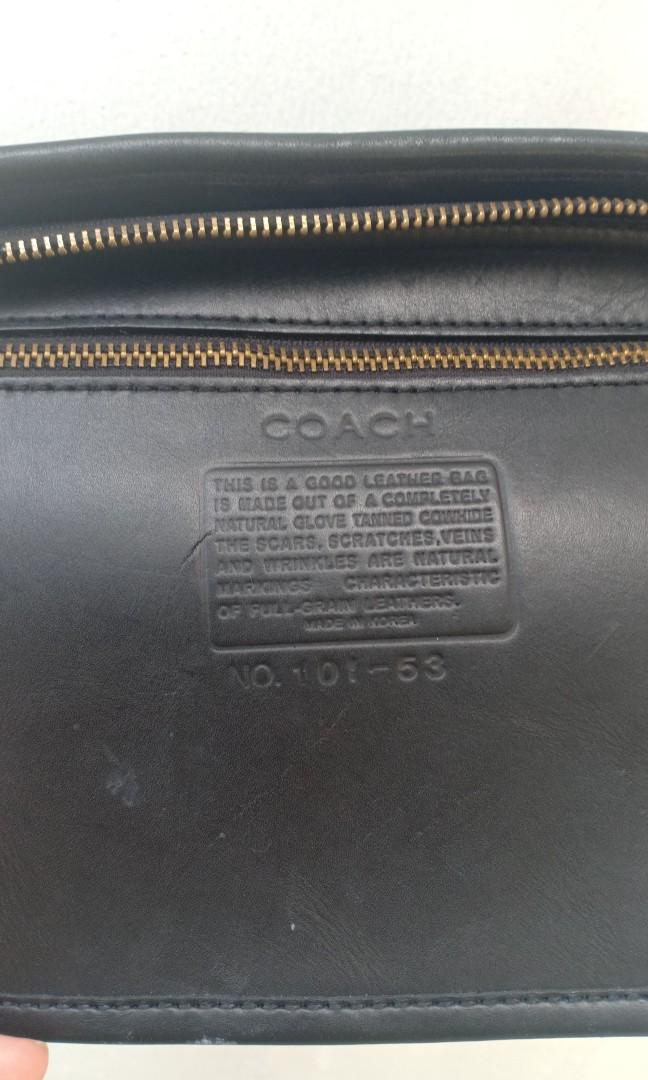 COACH
THIS IS A GOOD LEATHER BAG
IS MADE OUT OF A COMPLETELY
NATURAL GLOVE TANNED COWHIDE
THE SCARS, SCRATCHES, VEINS
AND WRINKLES ARE NATURAL
MARKINGS CHARACTERISTIC
OF FULL-GRAIN LEATHERS.
MADE IN KOREA
NO. 101-53